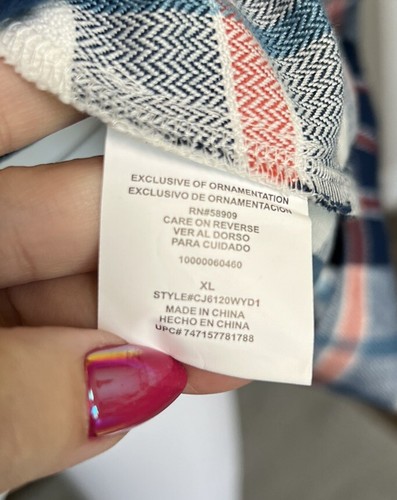 EXCLUSIVE OF ORNAMENTATION
EXCLUSIVO DE ORNAMENTACION
RN#58909
CARE ON REVERSE
VER AL DORSO
PARA CUIDADO
10000060460
XL
STYLE#CJ6120WYD1
MADE IN CHINA
HECHO EN CHINA
UPC# 747157781788